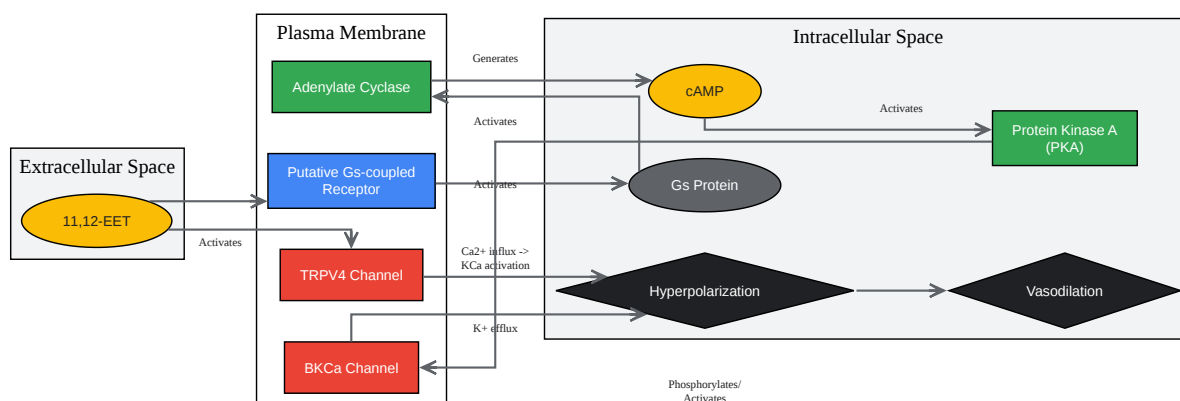 Extracellular Space
11,12-EET
Activates
Plasma Membrane
Adenylate Cyclase
Putative Gs-coupled
Receptor
TRPV4 Channel
BKCa Channel
Generates
Activates
Activates
Ca2+ influx ->
KCa activation
K+ efflux
Intracellular Space
cAMP
Activates
Protein Kinase A
(PKA)
Gs Protein
Hyperpolarization
Vasodilation
Phosphorylates/
Activates